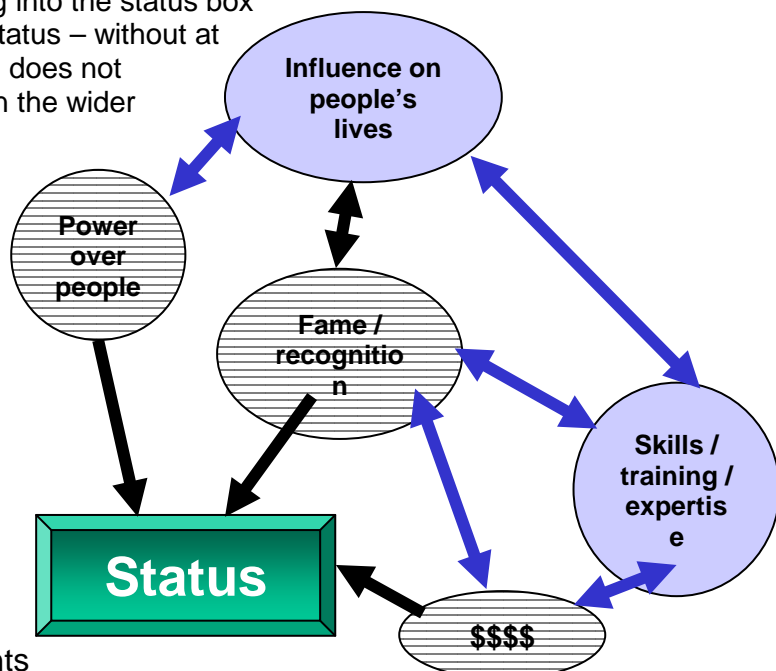 g into the status box
tatus – without at
does not
n the wider
Influence on
people's
lives
Power
over
people
Fame /
recognitio
n
Skills /
training /
expertis
e
Status
$$$$
nts